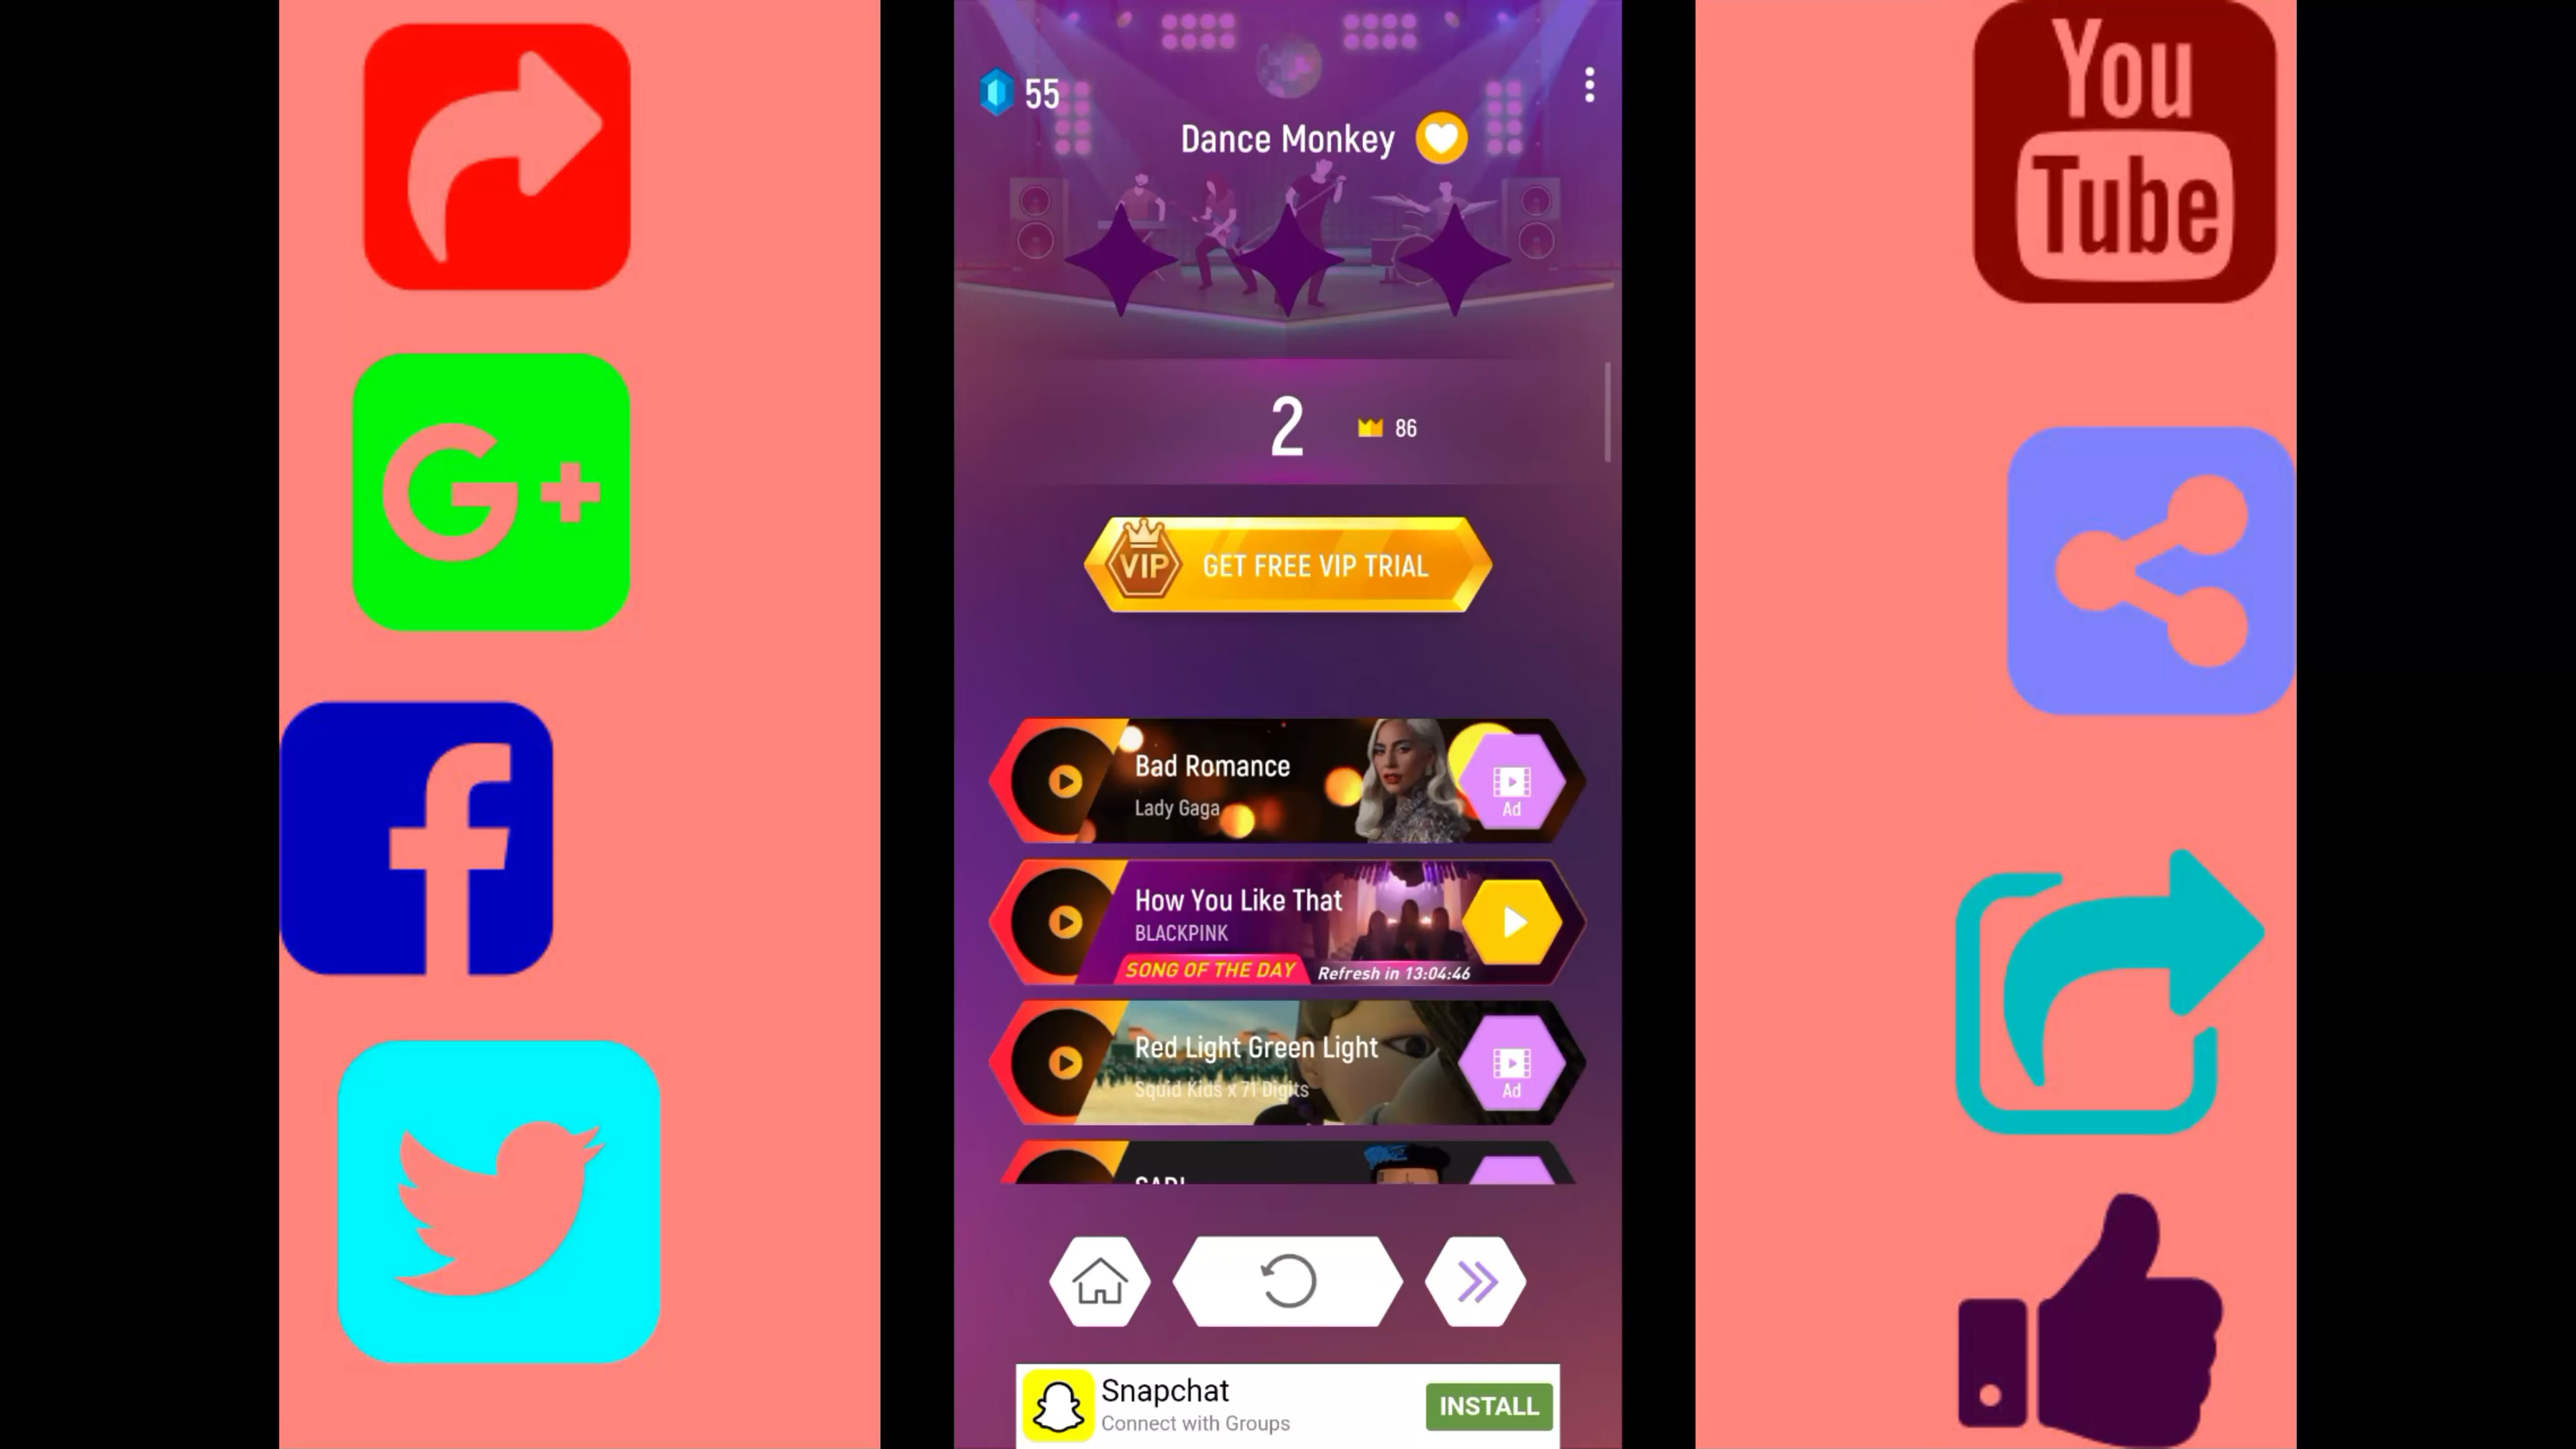 You
Tube
G+
f
55
Dance Monkey
2
86
VIP
GET FREE VIP TRIAL
Bad Romance
Lady Gaga
Ad
How You Like That
BLACKPINK
SONG OF THE DAY
Refresh in 13:04:46
Red Light Green Light
Squid Kids x 71 Digits
Ad
Snapchat
Connect with Groups
INSTALL